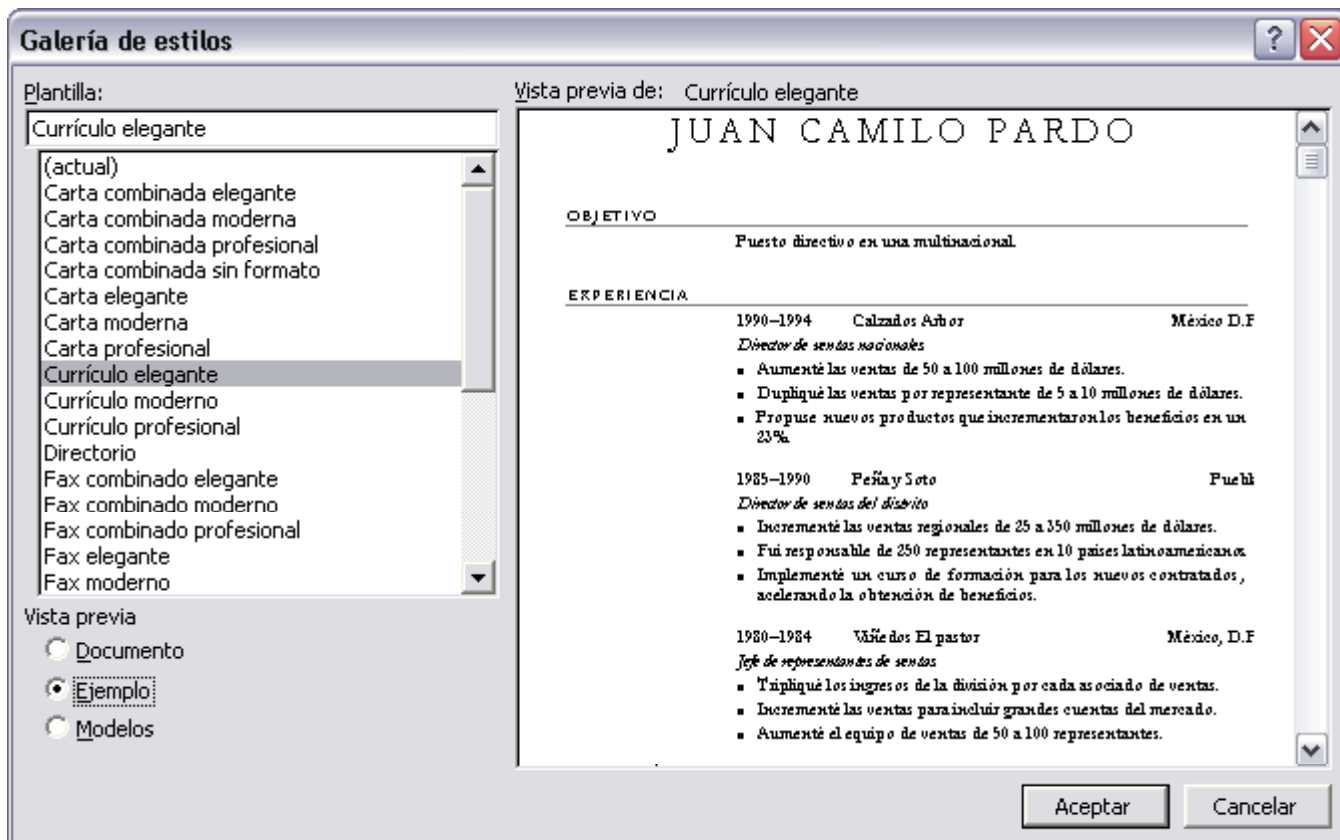 Galería de estilos
Plantilla:
Currículo elegante
(actual)
Carta combinada elegante
Carta combinada moderna
Carta combinada profesional
Carta combinada sin formato
Carta elegante
Carta moderna
Carta profesional
Currículo elegante
Currículo moderno
Currículo profesional
Directorio
Fax combinado elegante
Fax combinado moderno
Fax combinado profesional
Fax elegante
Fax moderno
Vista previa
Documento
Ejemplo
Modelos
Vista previa de: Currículo elegante
JUAN CAMILO PARDO
OBJETIVO
Puesto directivo en una multinacional.
EXPERIENCIA
1990–1994 Calzados Arbor México D.F
Director de ventas nacionales
▪ Aumenté las ventas de 50 a 100 millones de dólares.
▪ Dupliqué las ventas por representante de 5 a 10 millones de dólares.
▪ Propuse nuevos productos que incrementaron los beneficios en un
23%.
1985–1990 Peña y Soto Puebl
Director de ventas del distrito
▪ Incrementé las ventas regionales de 25 a 350 millones de dólares.
▪ Fui responsable de 250 representantes en 10 países latinoamericanos
▪ Implementé un curso de formación para los nuevos contratados,
acelerando la obtención de beneficios.
1980–1984 Viñedos El pastor México, D.F
Jefe de representantes de ventas
▪ Tripliqué los ingresos de la división por cada asociado de ventas.
▪ Incrementé las ventas para incluir grandes cuentas del mercado.
▪ Aumenté el equipo de ventas de 50 a 100 representantes.
Aceptar Cancelar